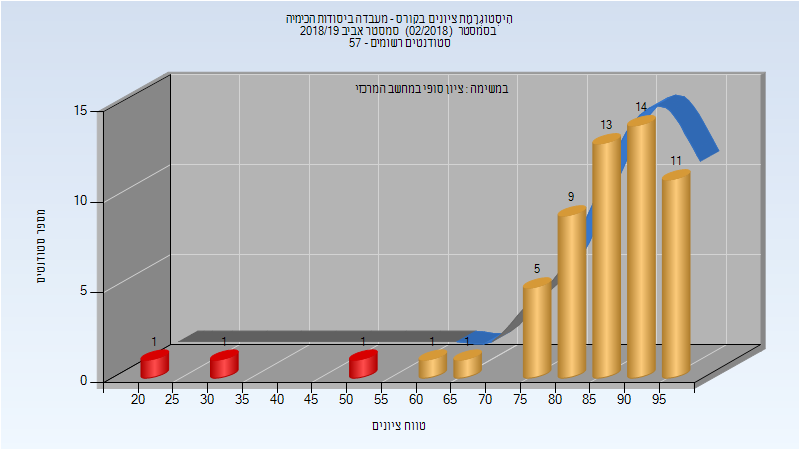 היסטוגרמת ציונים בקורס - מעבדה ביסודות הכימיה
בסמסטר (02/2018) סמסטר אביב 2018/19
סטודנטים רשומים - 57
במשימה : ציון סופי במחשב המרכזי
מספר סטודנטים
15
10
5
0
1
1
1
1
1
5
9
13
14
11
20 25 30 35 40 45 50 55 60 65 70 75 80 85 90 95
טווח ציונים